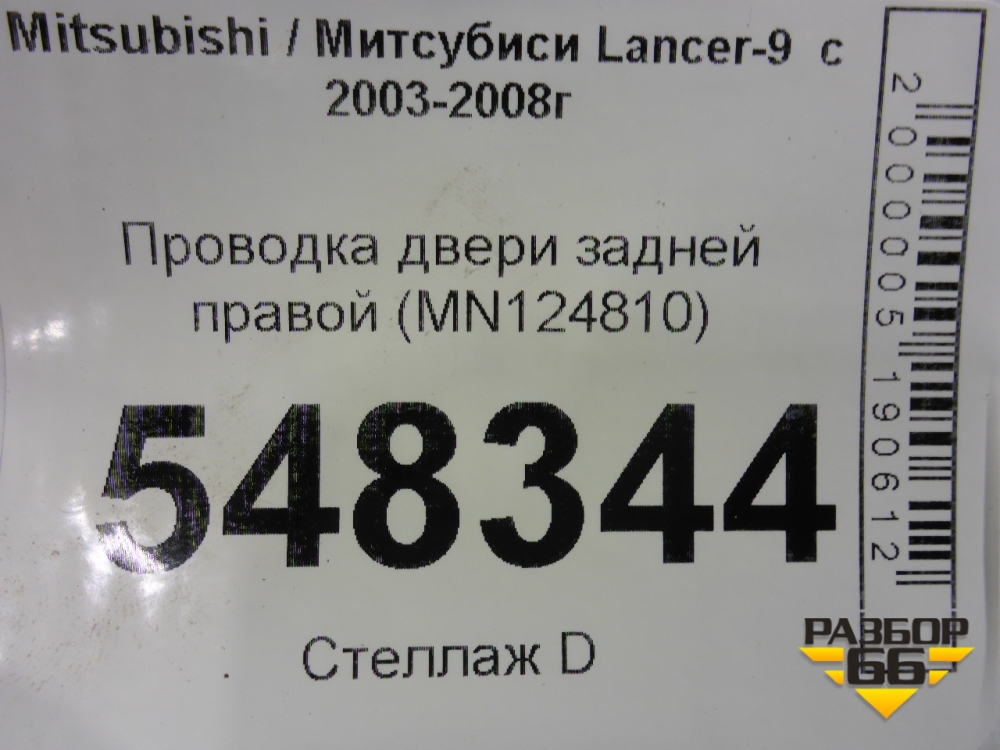 Mitsubishi / Митсубиси Lancer-9 с
2003-2008г
Проводка двери задней
правой (MN124810)
548344
Стеллаж D
2000005190612
РАЗБОР
66